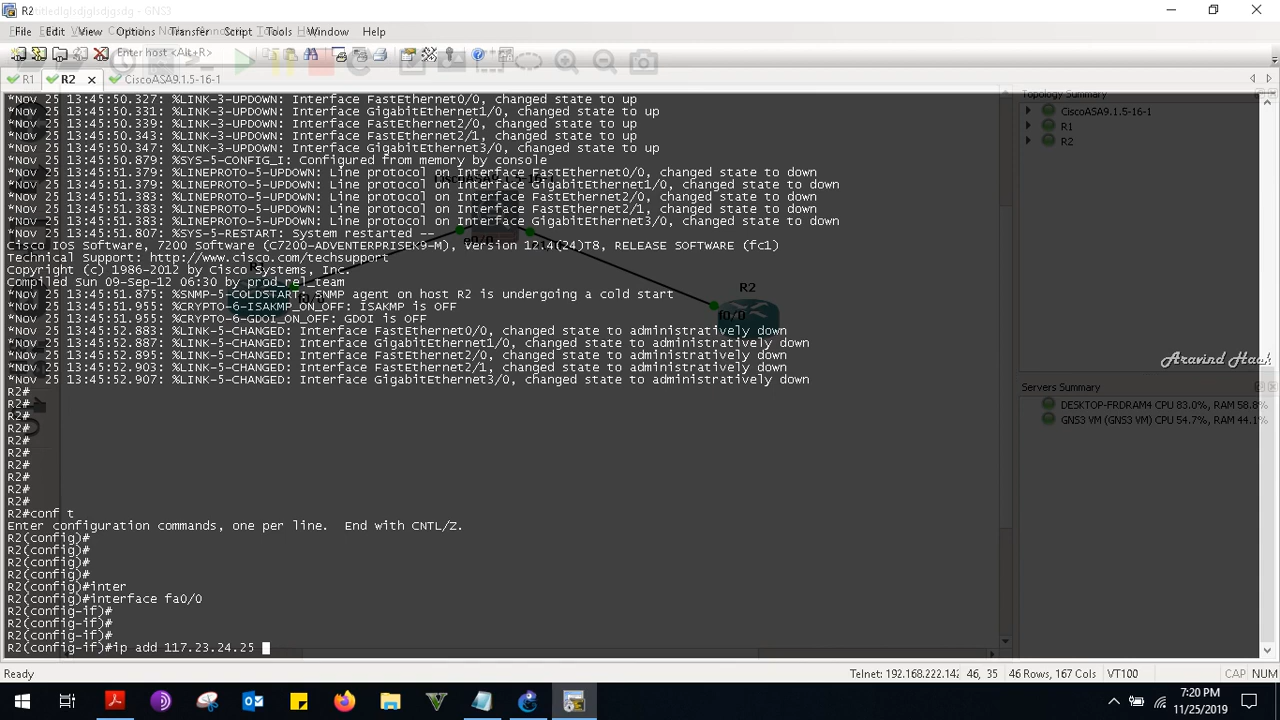 R2
titledlglsdjglsdjgsdg - GNS3
File Edit View Options Transfer Script Tools Window Help
Enter host <Alt+R>
R1
R2
CiscoASA9.1.5-16-1
*Nov 25 13:45:50.327: %LINK-3-UPDOWN: Interface FastEthernet0/0, changed state to up
*Nov 25 13:45:50.331: %LINK-3-UPDOWN: Interface GigabitEthernet1/0, changed state to up
*Nov 25 13:45:50.339: %LINK-3-UPDOWN: Interface FastEthernet2/0, changed state to up
*Nov 25 13:45:50.343: %LINK-3-UPDOWN: Interface FastEthernet2/1, changed state to up
*Nov 25 13:45:50.347: %LINK-3-UPDOWN: Interface GigabitEthernet3/0, changed state to up
*Nov 25 13:45:50.879: %SYS-5-CONFIG_I: Configured from memory by console
*Nov 25 13:45:51.379: %LINEPROTO-5-UPDOWN: Line protocol on Interface FastEthernet0/0, changed state to down
*Nov 25 13:45:51.379: %LINEPROTO-5-UPDOWN: Line protocol on Interface GigabitEthernet1/0, changed state to down
*Nov 25 13:45:51.383: %LINEPROTO-5-UPDOWN: Line protocol on Interface FastEthernet2/0, changed state to down
*Nov 25 13:45:51.383: %LINEPROTO-5-UPDOWN: Line protocol on Interface FastEthernet2/1, changed state to down
*Nov 25 13:45:51.383: %LINEPROTO-5-UPDOWN: Line protocol on Interface GigabitEthernet3/0, changed state to down
*Nov 25 13:45:51.807: %SYS-5-RESTART: System restarted --
Cisco IOS Software, 7200 Software (C7200-ADVENTERPRISEK9-M), Version 12.4(24)T8, RELEASE SOFTWARE (fc1)
Technical Support: http://www.cisco.com/techsupport
Copyright (c) 1986-2012 by Cisco Systems, Inc.
Compiled Sun 09-Sep-12 06:30 by prod_rel_team
*Nov 25 13:45:51.875: %SNMP-5-COLDSTART: SNMP agent on host R2 is undergoing a cold start
*Nov 25 13:45:51.955: %CRYPTO-6-ISAKMP_ON_OFF: ISAKMP is OFF
*Nov 25 13:45:51.955: %CRYPTO-6-GDOI_ON_OFF: GDOI is OFF
*Nov 25 13:45:52.883: %LINK-5-CHANGED: Interface FastEthernet0/0, changed state to administratively down
*Nov 25 13:45:52.887: %LINK-5-CHANGED: Interface GigabitEthernet1/0, changed state to administratively down
*Nov 25 13:45:52.895: %LINK-5-CHANGED: Interface FastEthernet2/0, changed state to administratively down
*Nov 25 13:45:52.903: %LINK-5-CHANGED: Interface FastEthernet2/1, changed state to administratively down
*Nov 25 13:45:52.907: %LINK-5-CHANGED: Interface GigabitEthernet3/0, changed state to administratively down
R2#
R2#
R2#
R2#
R2#
R2#
R2#
R2#
R2#
R2#
R2#conf t
Enter configuration commands, one per line.  End with CNTL/Z.
R2(config)#
R2(config)#
R2(config)#
R2(config)#
R2(config)#inter
R2(config)#interface fa0/0
R2(config-if)#
R2(config-if)#
R2(config-if)#
R2(config-if)#ip add 117.23.24.25
R2
f0/0
Topology Summary
CiscoASA9.1.5-16-1
R1
R2
Aravind Hack
Servers Summary
DESKTOP-FRDRAM4 CPU 83.0%, RAM 58.8%
GNS3 VM (GNS3 VM) CPU 54.7%, RAM 44.1%
Ready
Telnet: 192.168.222.142 46, 35 46 Rows, 167 Cols VT100 CAP NUM
7:20 PM
11/25/2019